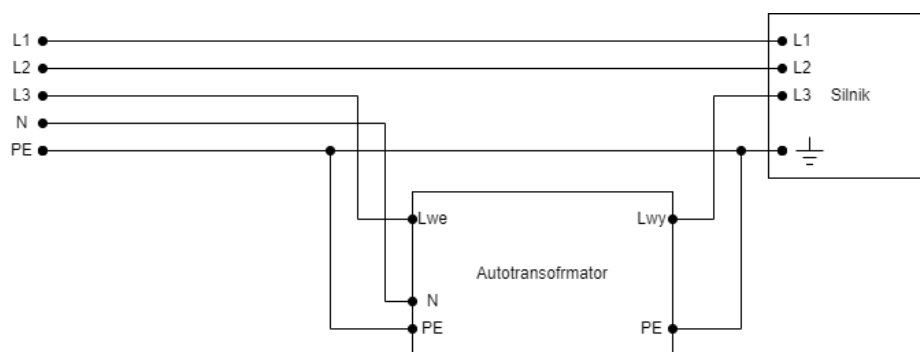 L1
L2
L3
N
PE
L1
L2
L3 Silnik
Lwe
Lwy
Autotransofrmator
N
PE
PE